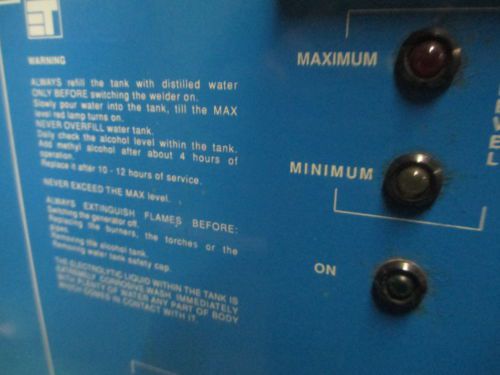 ET
WARNING
ALWAYS refill the tank with distilled water
ONLY BEFORE switching the welder on.
Slowly pour water into the tank, till the MAX
level red lamp turns on.
NEVER OVERFILL water tank.
Daily check the alcohol level within the tank.
Add methyl alcohol after about 4 hours of
operation.
Replace it after 10 - 12 hours of service.
NEVER EXCEED THE MAX level.
ALWAYS EXTINGUISH FLAMES BEFORE:
Switching the generator off.
Replacing the burners, the torches or the
pipes.
Removing the alcohol tank.
Removing water tank safety cap.
THE ELECTROLYTIC LIQUID WITHIN THE TANK IS
EXTREMELY CORROSIVE. WASH IMMEDIATELY
WITH PLENTY OF WATER ANY PART OF BODY
WHICH COMES IN CONTACT WITH IT.
MAXIMUM
MINIMUM
ON
VEL